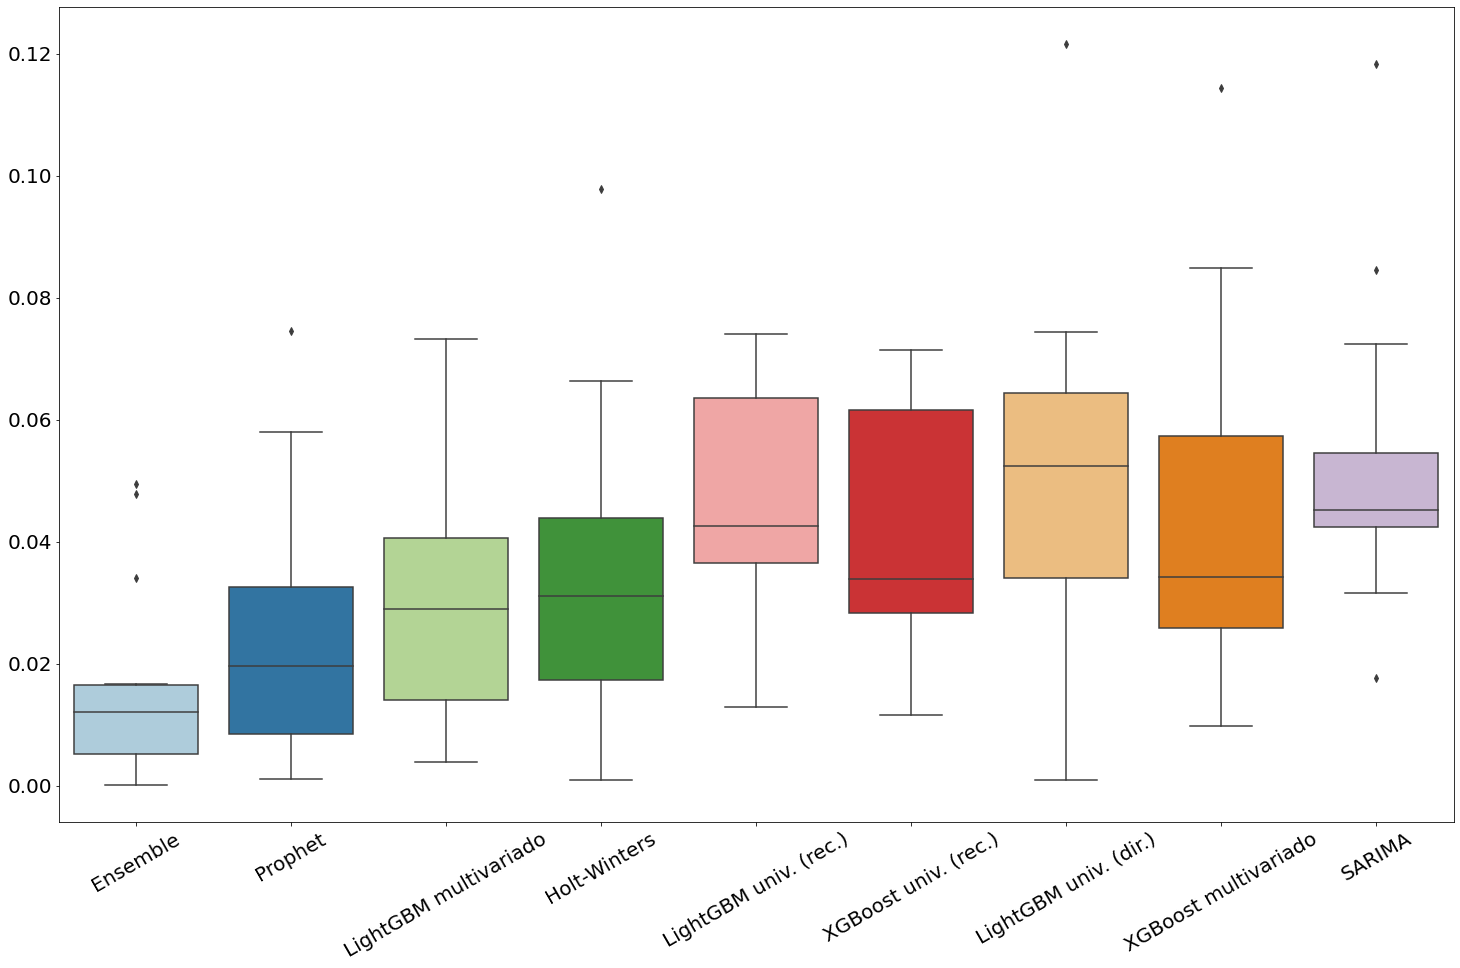 0.12
0.10
0.08
0.06
0.04
0.02
0.00
Ensemble
Prophet
LightGBM multivariado
Holt-Winters
LightGBM univ. (rec.)
XGBoost univ. (rec.)
LightGBM univ. (dir.)
XGBoost multivariado
SARIMA